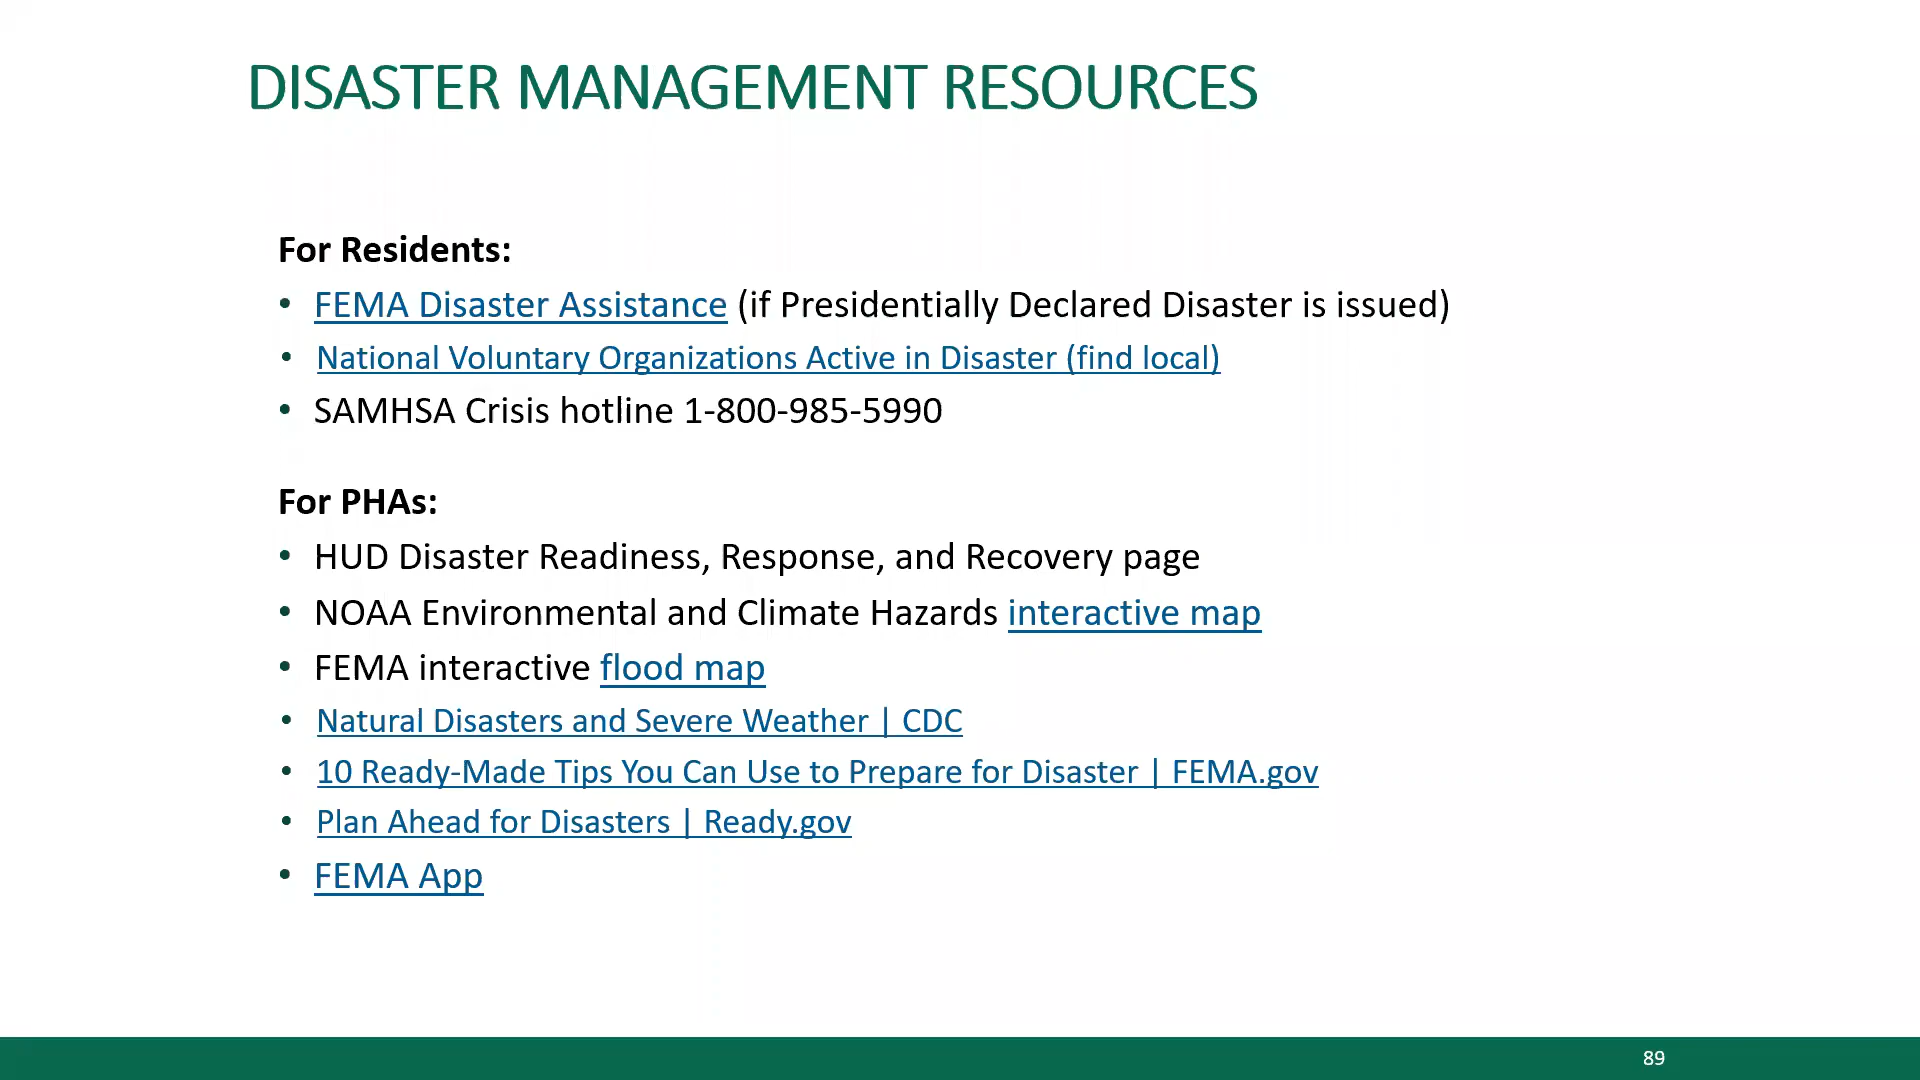 DISASTER MANAGEMENT RESOURCES
For Residents:
• FEMA Disaster Assistance (if Presidentially Declared Disaster is issued)
• National Voluntary Organizations Active in Disaster (find local)
• SAMHSA Crisis hotline 1-800-985-5990
For PHAs:
• HUD Disaster Readiness, Response, and Recovery page
• NOAA Environmental and Climate Hazards interactive map
• FEMA interactive flood map
• Natural Disasters and Severe Weather | CDC
• 10 Ready-Made Tips You Can Use to Prepare for Disaster | FEMA.gov
• Plan Ahead for Disasters | Ready.gov
• FEMA App
89